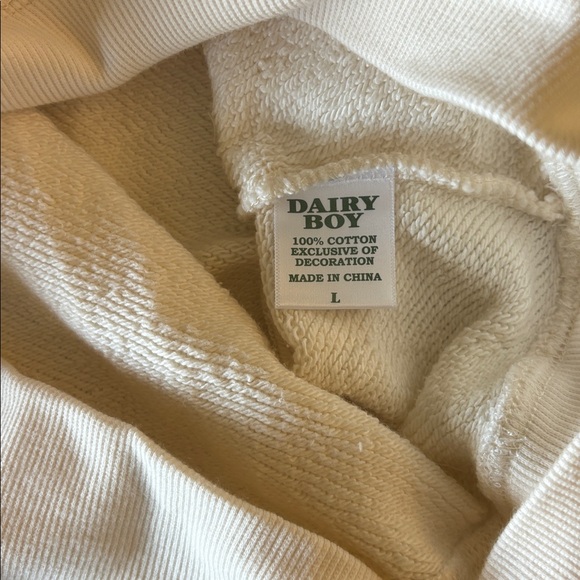 DAIRY
BOY
100% COTTON
EXCLUSIVE OF
DECORATION
MADE IN CHINA
L